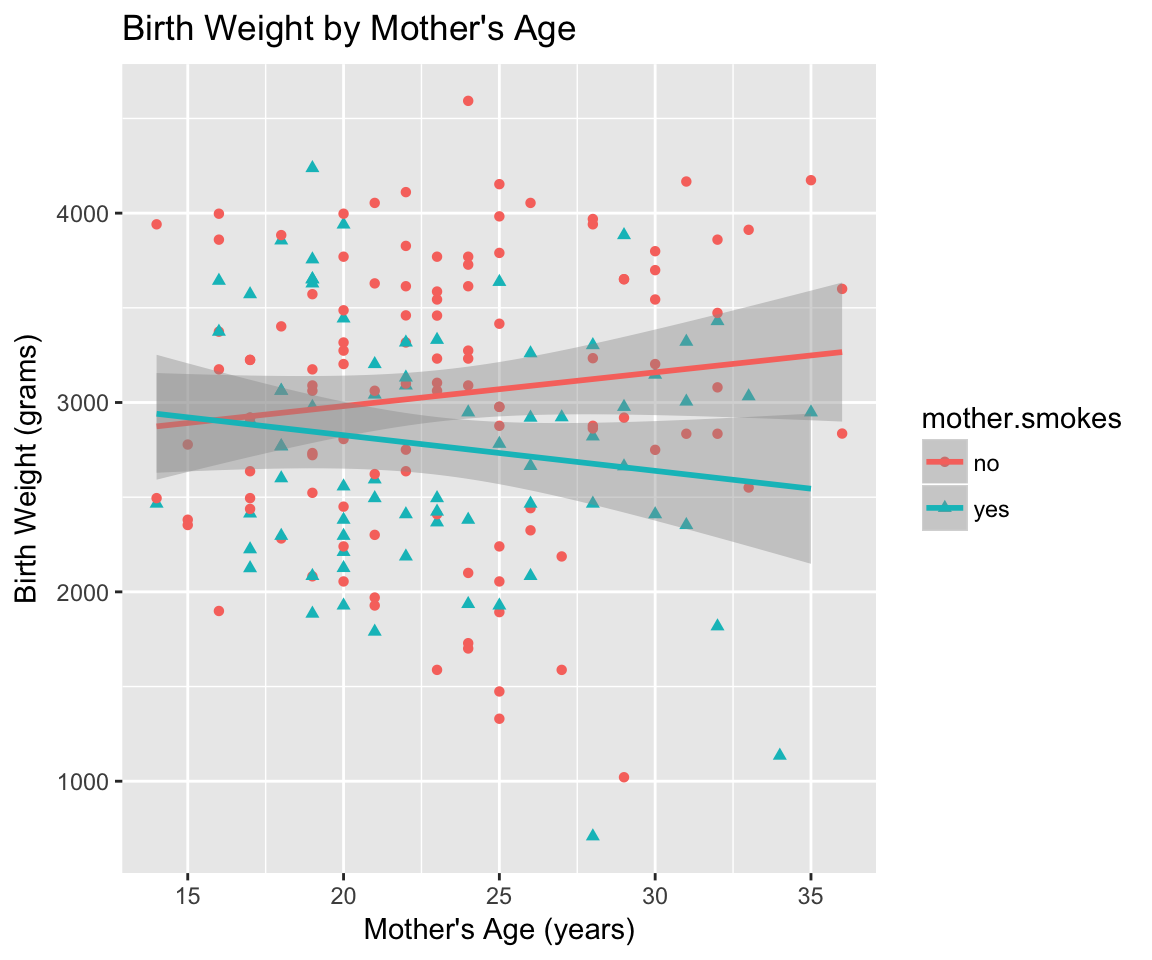 Birth Weight by Mother's Age
Birth Weight (grams)
4000
3000
2000
1000
15 20 25 30 35
Mother's Age (years)
mother.smokes
no
yes